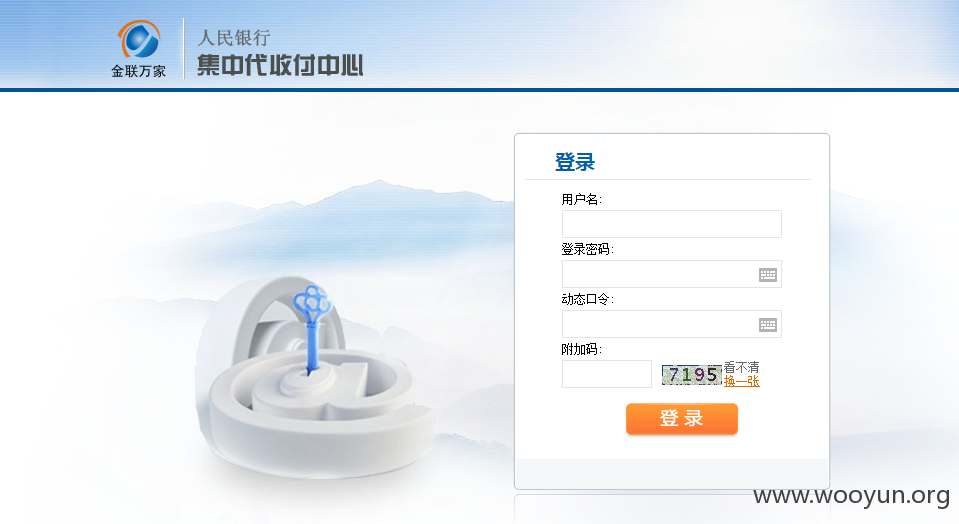 金联万家
人民银行
集中代收付中心
登录
用户名:
登录密码:
动态口令:
附加码:
7195
看不清
换一张
登 录
www.wooyun.org